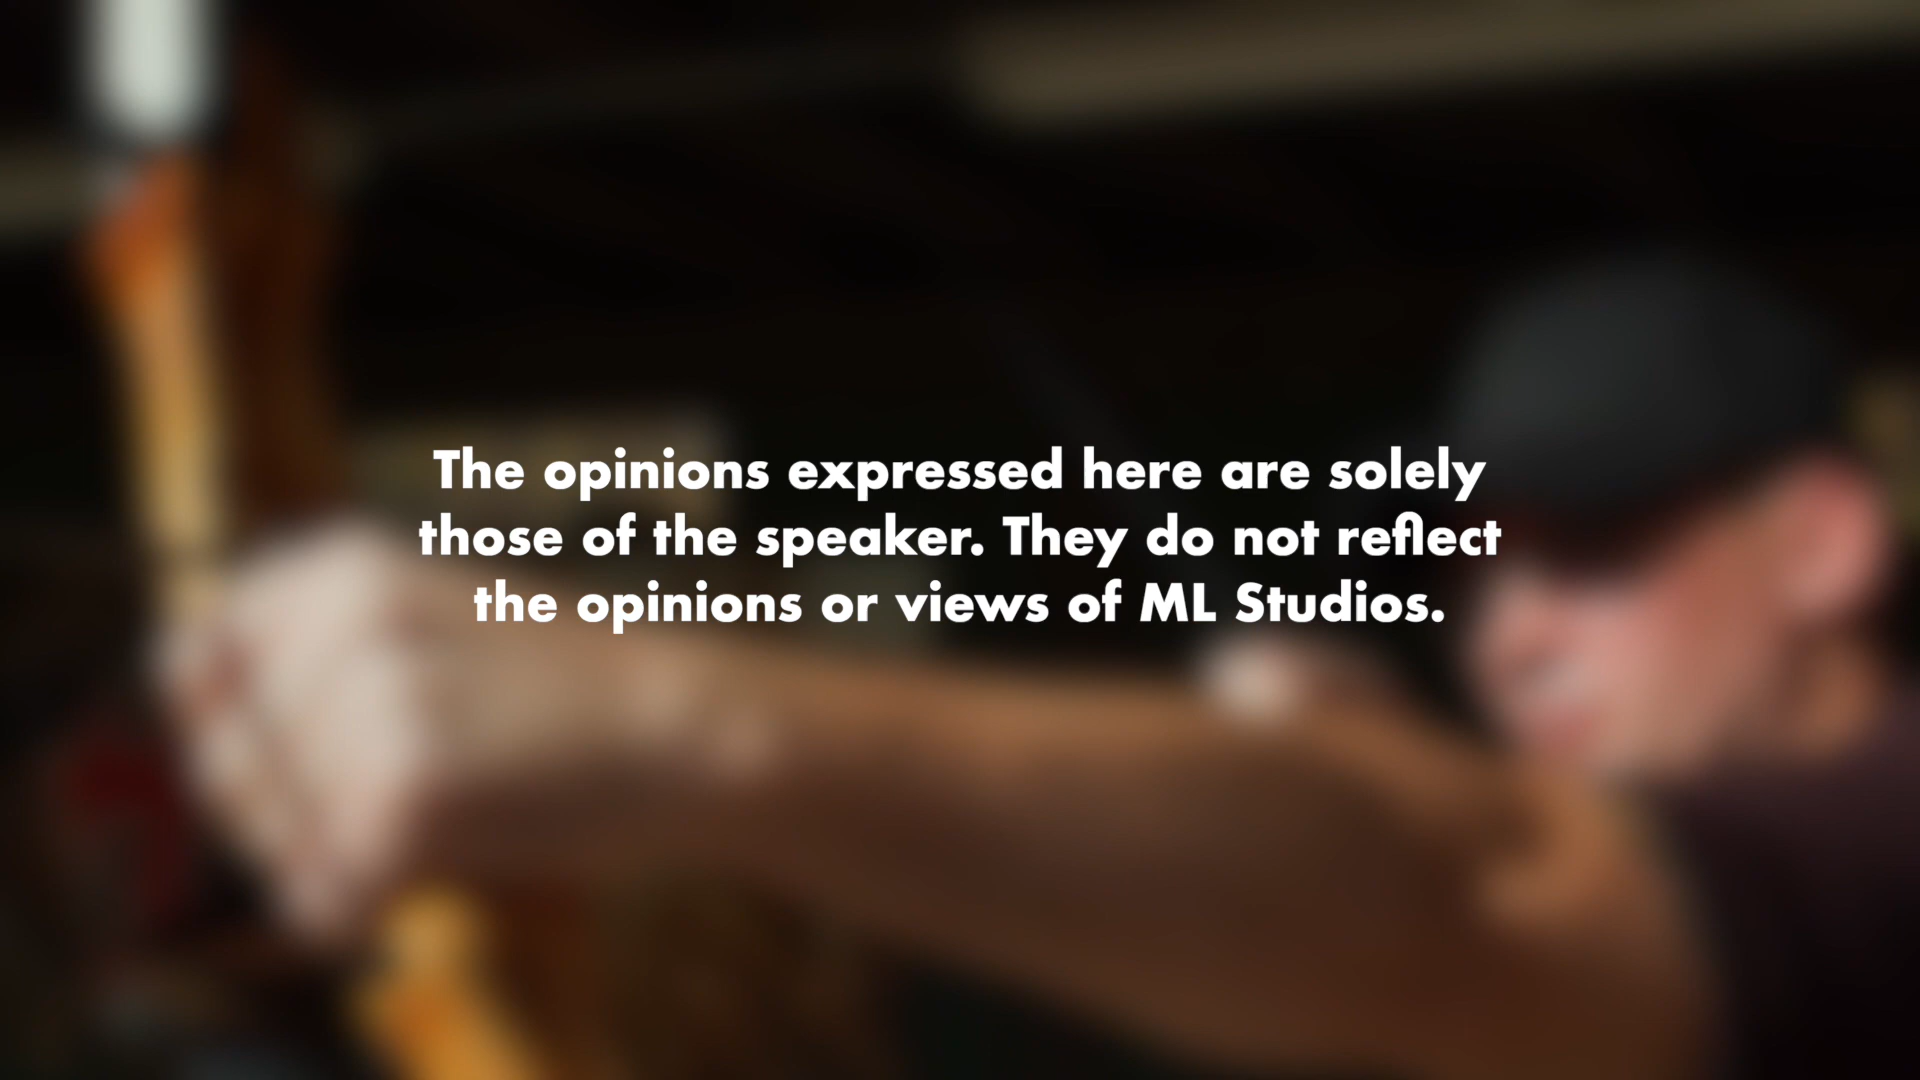 The opinions expressed here are solely
those of the speaker. They do not reflect
the opinions or views of ML Studios.